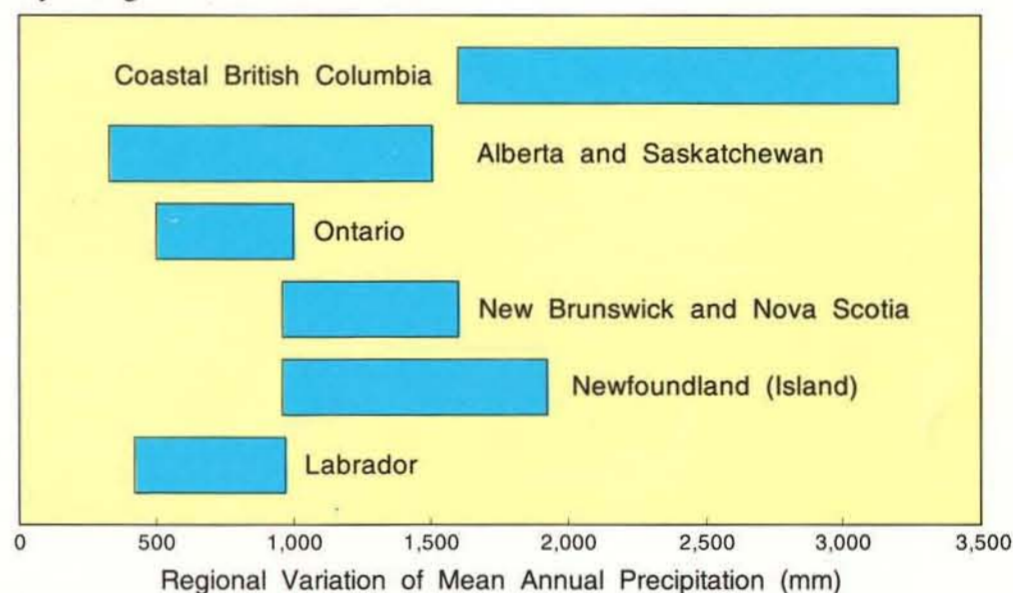 Coastal British Columbia
Alberta and Saskatchewan
Ontario
New Brunswick and Nova Scotia
Newfoundland (Island)
Labrador
0 500 1,000 1,500 2,000 2,500 3,000 3,500
Regional Variation of Mean Annual Precipitation (mm)